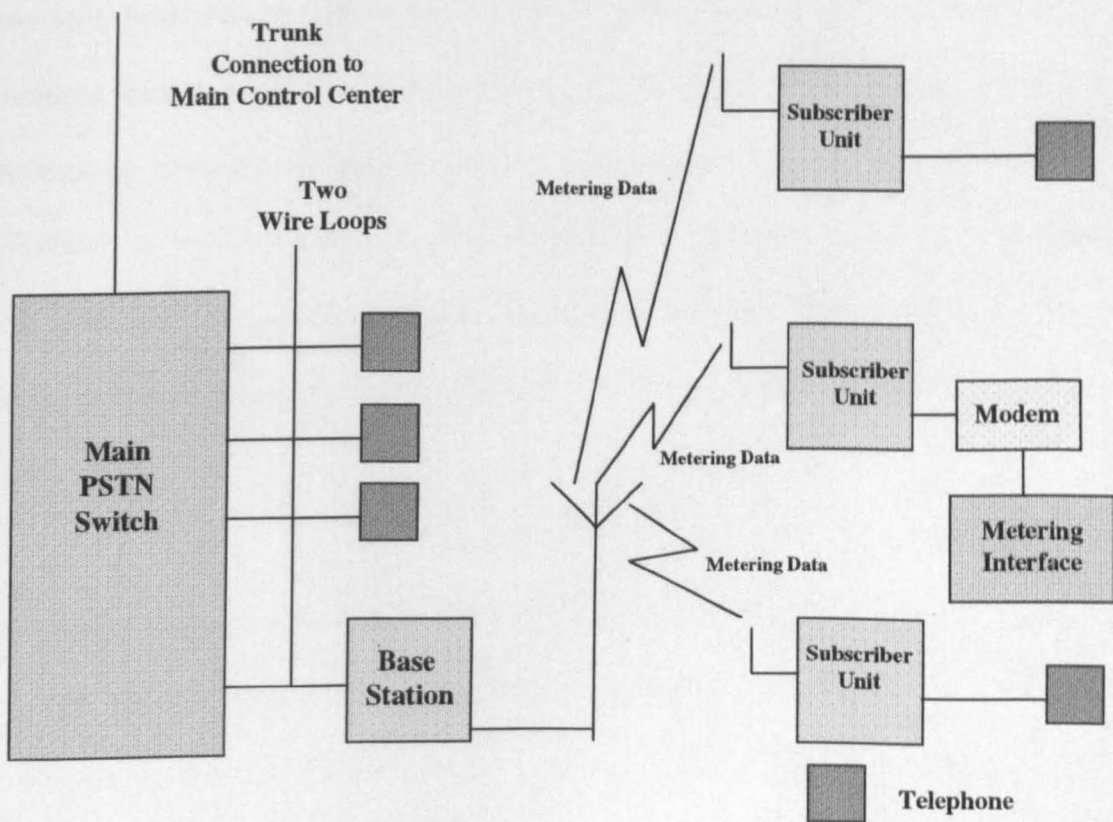 Trunk
Connection to
Main Control Center
Two
Wire Loops
Main
PSTN
Switch
Base
Station
Metering Data
Metering Data
Metering Data
Subscriber
Unit
Subscriber
Unit
Modem
Metering
Interface
Subscriber
Unit
Telephone